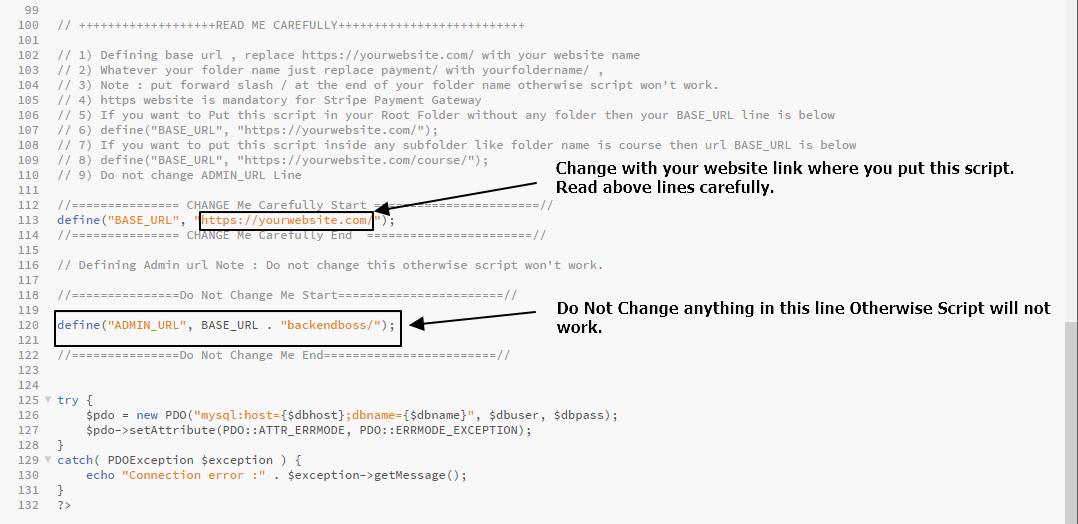 99
100 // +++++++++++++++++++READ ME CAREFULLY++++++++++++++++++++++++++
101
102 // 1) Defining base url , replace https://yourwebsite.com/ with your website name
103 // 2) Whatever your folder name just replace payment/ with yourfoldername/ ,
104 // 3) Note : put forward slash / at the end of your folder name otherwise script won't work.
105 // 4) https website is mandatory for Stripe Payment Gateway
106 // 5) If you want to Put this script in your Root Folder without any folder then your BASE_URL line is below
107 // 6) define("BASE_URL", "https://yourwebsite.com/");
108 // 7) If you want to put this script inside any subfolder like folder name is course then url BASE_URL is below
109 // 8) define("BASE_URL", "https://yourwebsite.com/course/");
110 // 9) Do not change ADMIN_URL Line
Change with your website link where you put this script.
Read above lines carefully.
111
112 //=============== CHANGE Me Carefully Start =======================//
113 define("BASE_URL", "https://yourwebsite.com/");
114 //=============== CHANGE Me Carefully End =======================//
115
116 // Defining Admin url Note : Do not change this otherwise script won't work.
117
118 //===============Do Not Change Me Start=======================//
119
Do Not Change anything in this line Otherwise Script will not
work.
120 define("ADMIN_URL", BASE_URL . "backendboss/");
121
122 //===============Do Not Change Me End========================//
123
124
125 try {
126 $pdo = new PDO("mysql:host={$dbhost};dbname={$dbname}", $dbuser, $dbpass);
127 $pdo->setAttribute(PDO::ATTR_ERRMODE, PDO::ERRMODE_EXCEPTION);
128 }
129 catch( PDOException $exception ) {
130 echo "Connection error :" . $exception->getMessage();
131 }
132 ?>